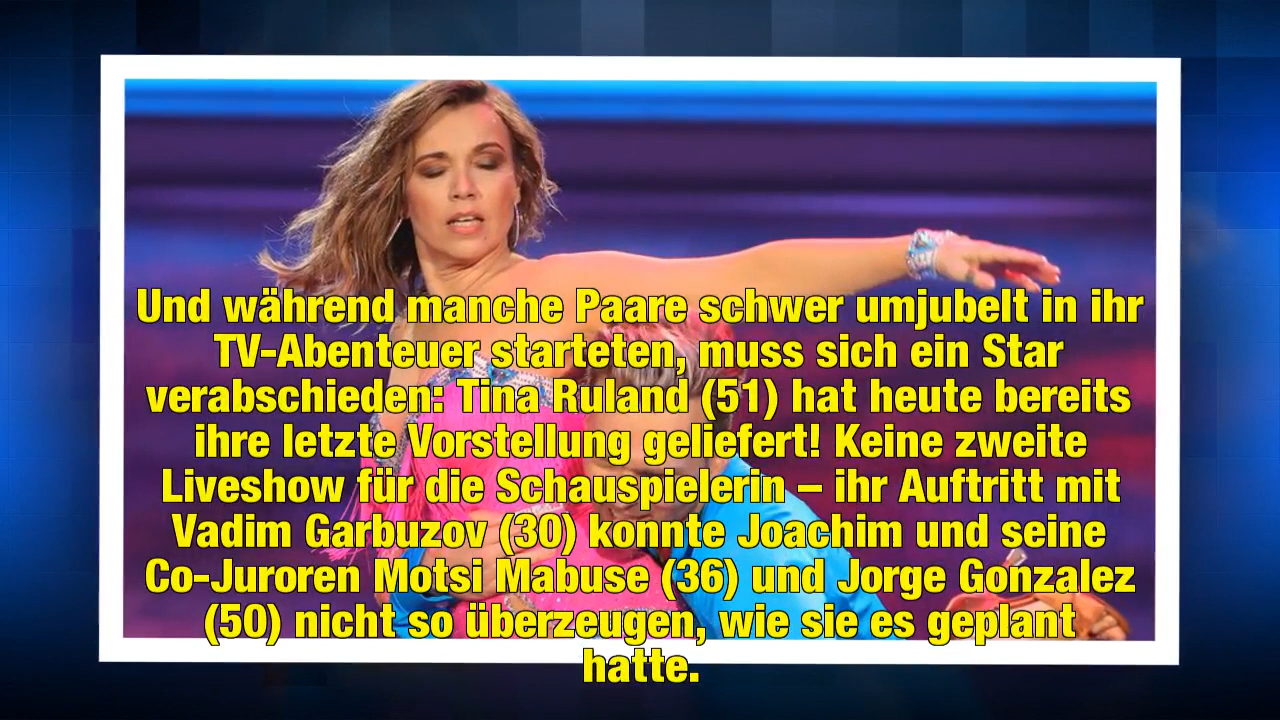 Und während manche Paare schwer umjubelt in ihr
TV-Abenteuer starteten, muss sich ein Star
verabschieden: Tina Ruland (51) hat heute bereits
ihre letzte Vorstellung geliefert! Keine zweite
Liveshow für die Schauspielerin – ihr Auftritt mit
Vadim Garbuzov (30) konnte Joachim und seine
Co-Juroren Motsi Mabuse (36) und Jorge Gonzalez
(50) nicht so überzeugen, wie sie es geplant
hatte.